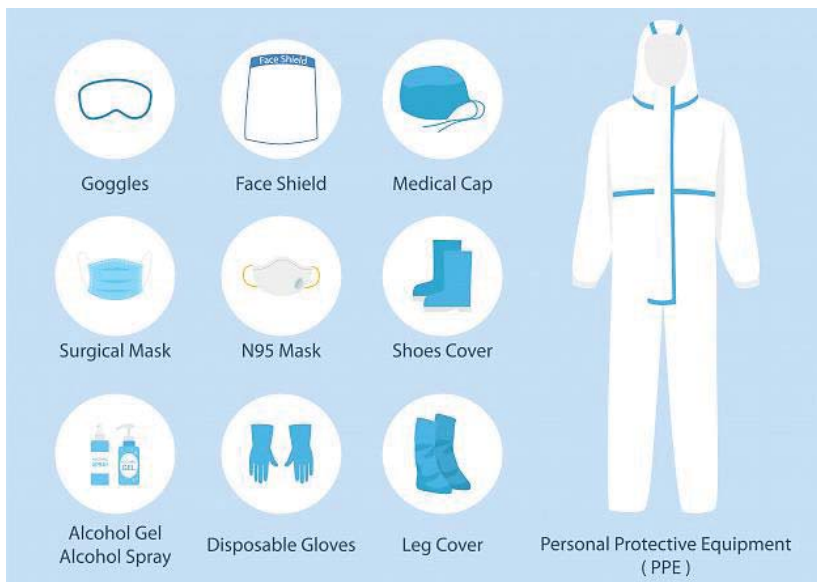 Face Shield
Goggles
Face Shield
Medical Cap
Surgical Mask
N95 Mask
Shoes Cover
SPRAY
GEL
Alcohol Gel
Alcohol Spray
Disposable Gloves
Leg Cover
Personal Protective Equipment
( PPE )